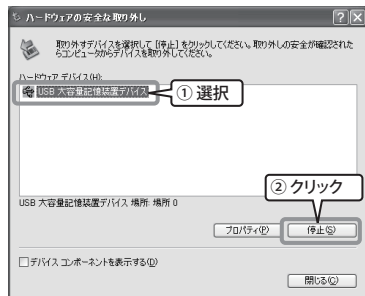 ハードウェアの安全な取り外し
取り外すデバイスを選択して [停止] をクリックしてください。取り外しの安全が確認された
らコンピュータからデバイスを取り外してください。
ハードウェア デバイス(H):
USB 大容量記憶装置デバイス
① 選択
② クリック
USB 大容量記憶装置デバイス 場所: 場所 0
プロパティ(P)
停止(S)
デバイス コンポーネントを表示する(D)
閉じる(C)